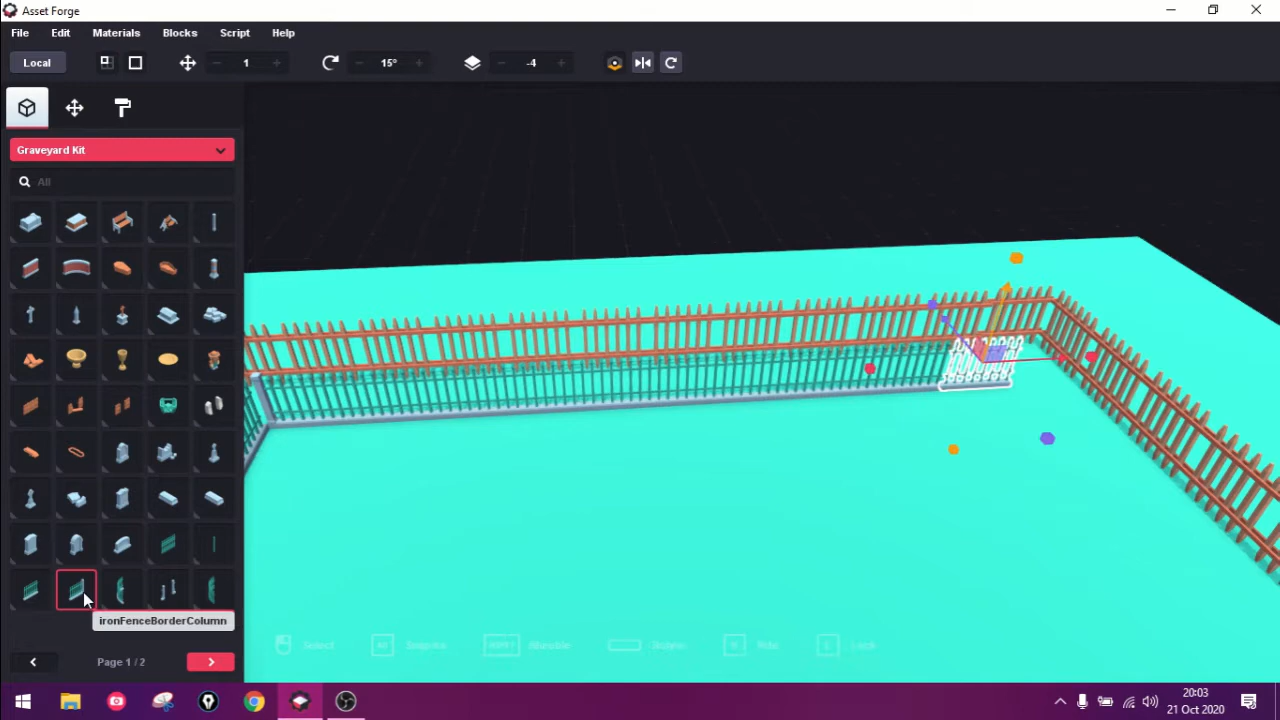 Asset Forge
File Edit Materials Blocks Script Help
Local 1 15° -4
Graveyard Kit
All
ironFenceBorderColumn
Page 1 / 2
Select
20:03
21 Oct 2020